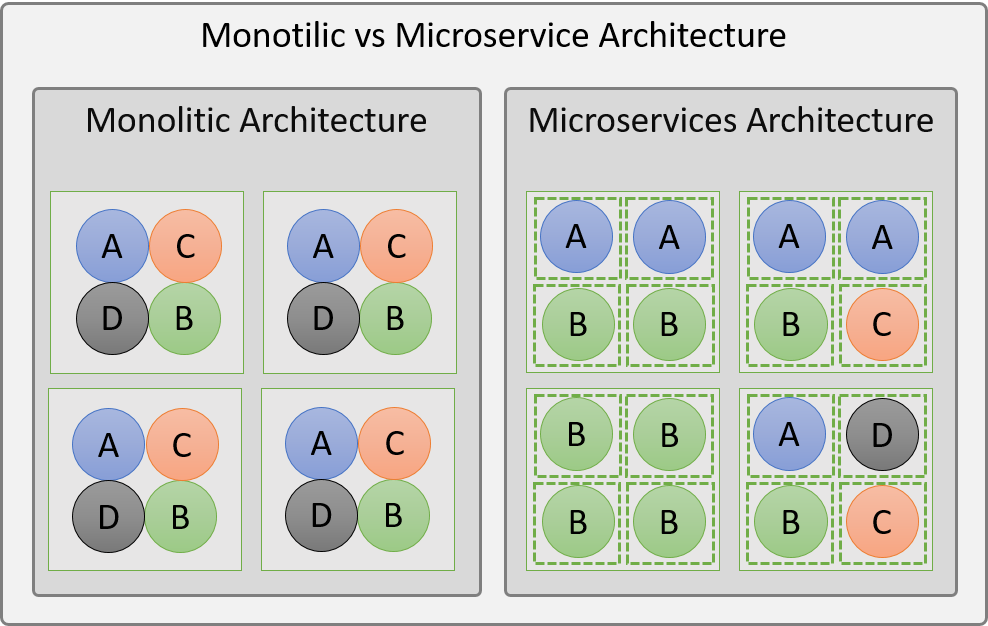 Monotilic vs Microservice Architecture
Monolitic Architecture
A C A C
D B D B
A C A C
D B D B
Microservices Architecture
A A A A
B B B C
B B A D
B B B C